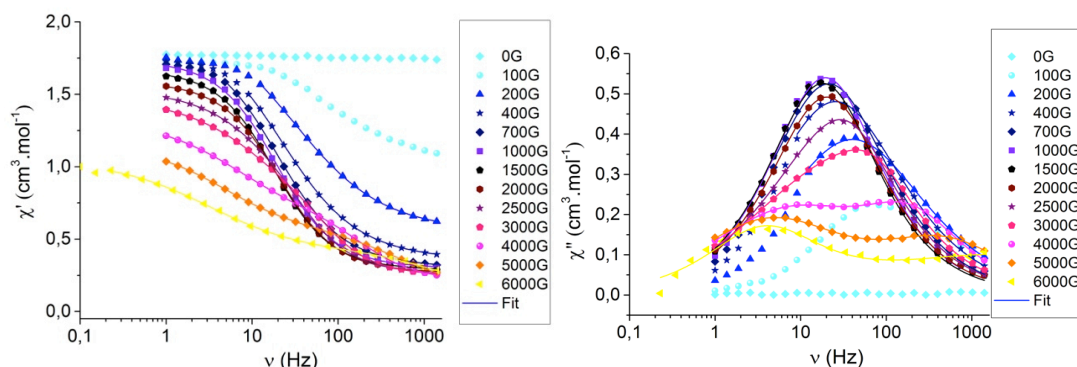 χ' (cm³.mol⁻¹)
2,0
1,5
1,0
0,5
0,0
0,1 1 10 100 1000
ν (Hz)
0G
100G
200G
400G
700G
1000G
1500G
2000G
2500G
3000G
4000G
5000G
6000G
Fit
χ'' (cm³.mol⁻¹)
0,6
0,5
0,4
0,3
0,2
0,1
0,0
0,1 1 10 100 1000
ν (Hz)
0G
100G
200G
400G
700G
1000G
1500G
2000G
2500G
3000G
4000G
5000G
6000G
Fit